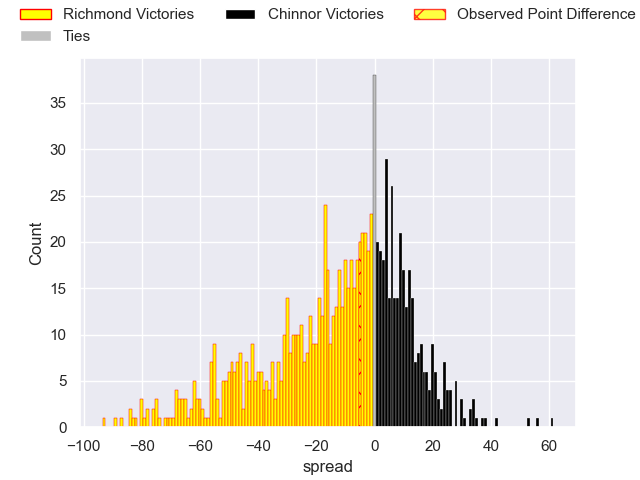 Richmond Victories Chinnor Victories Observed Point Difference
Ties
35
30
25
20
15
10
5
0
Count
−100 −80 −60 −40 −20 0 20 40 60
spread